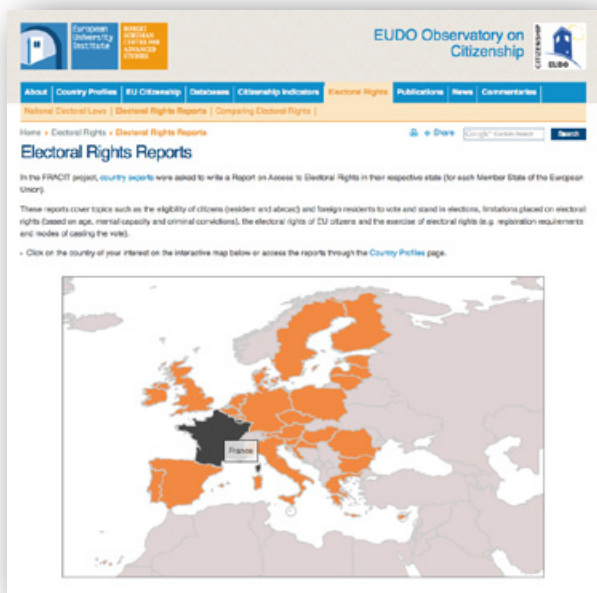 European
University
Institute
ROBERT
SCHUMAN
CENTRE FOR
ADVANCED
STUDIES
EUDO Observatory on
Citizenship
CITIZENSHIP
EUDO
About | Country Profiles | EU Citizenship | Databases | Citizenship Indicators | Electoral Rights | Publications | News | Commentaries
National Electoral Laws | Electoral Rights Reports | Comparing Electoral Rights |
Home • Electoral Rights • Electoral Rights Reports
Share
Google™ Custom Search
Search
Electoral Rights Reports
In the FRACIT project, country experts were asked to write a Report on Access to Electoral Rights in their respective state (for each Member State of the European
Union).
These reports cover topics such as the eligibility of citizens (resident and abroad) and foreign residents to vote and stand in elections, limitations placed on electoral
rights (based on age, mental capacity and criminal convictions), the electoral rights of EU citizens and the exercise of electoral rights (e.g. registration requirements
and modes of casting the vote).
• Click on the country of your interest on the interactive map below or access the reports through the Country Profiles page.
France